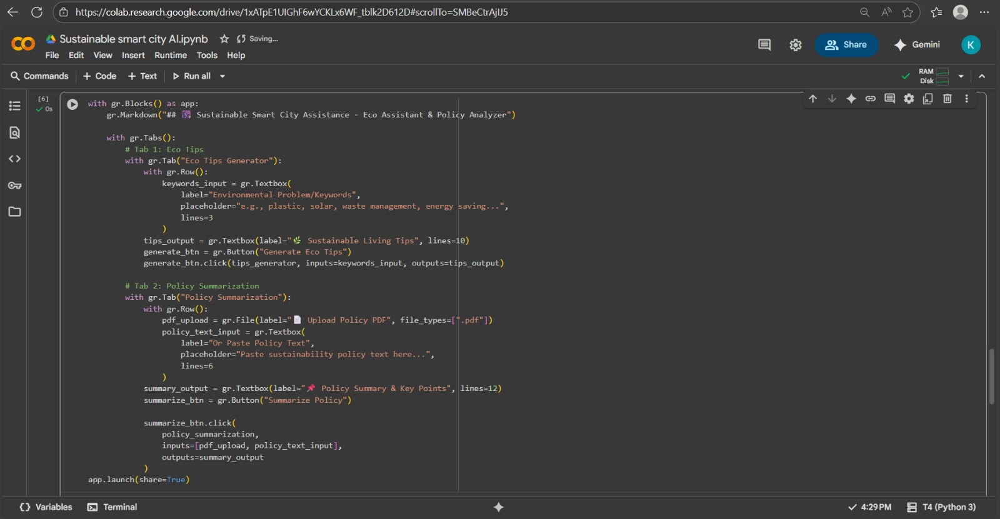 https://colab.research.google.com/drive/1xATpE1UIGhF6wYCKLx6WF_tblk2D612D#scrollTo=SMBeCtrAjIJ5
Sustainable smart city AI.ipynb Saving...
File Edit View Insert Runtime Tools Help
Share Gemini K
Commands + Code + Text Run all
RAM
Disk
[6]
0s
with gr.Blocks() as app:
gr.Markdown("## 🌆 Sustainable Smart City Assistance - Eco Assistant & Policy Analyzer")
with gr.Tabs():
# Tab 1: Eco Tips
with gr.Tab("Eco Tips Generator"):
with gr.Row():
keywords_input = gr.Textbox(
label="Environmental Problem/Keywords",
placeholder="e.g., plastic, solar, waste management, energy saving...",
lines=3
)
tips_output = gr.Textbox(label="🌿 Sustainable Living Tips", lines=10)
generate_btn = gr.Button("Generate Eco Tips")
generate_btn.click(tips_generator, inputs=keywords_input, outputs=tips_output)
# Tab 2: Policy Summarization
with gr.Tab("Policy Summarization"):
with gr.Row():
pdf_upload = gr.File(label="📄 Upload Policy PDF", file_types=[".pdf"])
policy_text_input = gr.Textbox(
label="Or Paste Policy Text",
placeholder="Paste sustainability policy text here...",
lines=6
)
summary_output = gr.Textbox(label="📌 Policy Summary & Key Points", lines=12)
summarize_btn = gr.Button("Summarize Policy")
summarize_btn.click(
policy_summarization,
inputs=[pdf_upload, policy_text_input],
outputs=summary_output
)
app.launch(share=True)
{} Variables Terminal 4:29 PM T4 (Python 3)